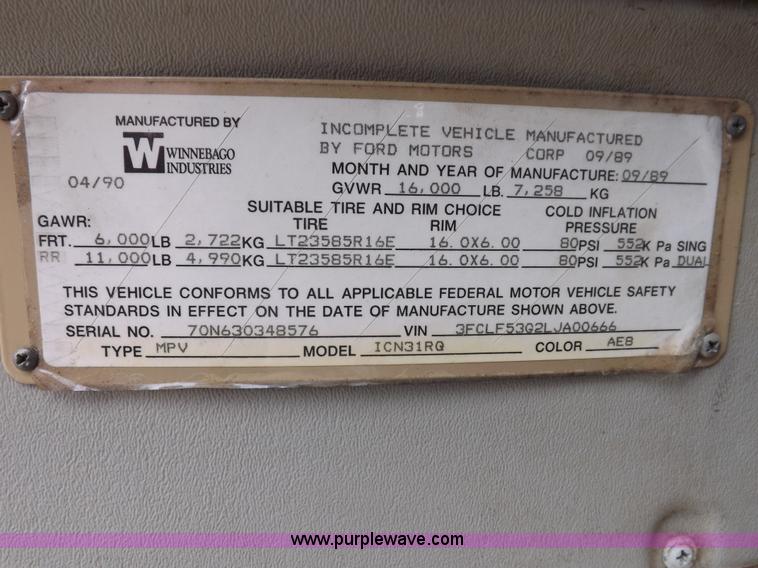 MANUFACTURED BY
W WINNEBAGO
INDUSTRIES
INCOMPLETE VEHICLE MANUFACTURED
BY FORD MOTORS CORP 09/89
MONTH AND YEAR OF MANUFACTURE: 09/89
04/90
GVWR 16,000 LB. 7,258 KG
SUITABLE TIRE AND RIM CHOICE
COLD INFLATION
GAWR: TIRE RIM PRESSURE
FRT. 6,000 LB 2,722 KG LT23585R16E 16.0X6.00 80 PSI 552 K Pa SING
RR 11,000 LB 4,990 KG LT23585R16E 16.0X6.00 80 PSI 552 K Pa DUAL
THIS VEHICLE CONFORMS TO ALL APPLICABLE FEDERAL MOTOR VEHICLE SAFETY
STANDARDS IN EFFECT ON THE DATE OF MANUFACTURE SHOWN ABOVE.
SERIAL NO. 70N630348576 VIN 3FCLF53G2LJA00666
TYPE MPV MODEL ICN31RQ COLOR AE8
www.purplewave.com